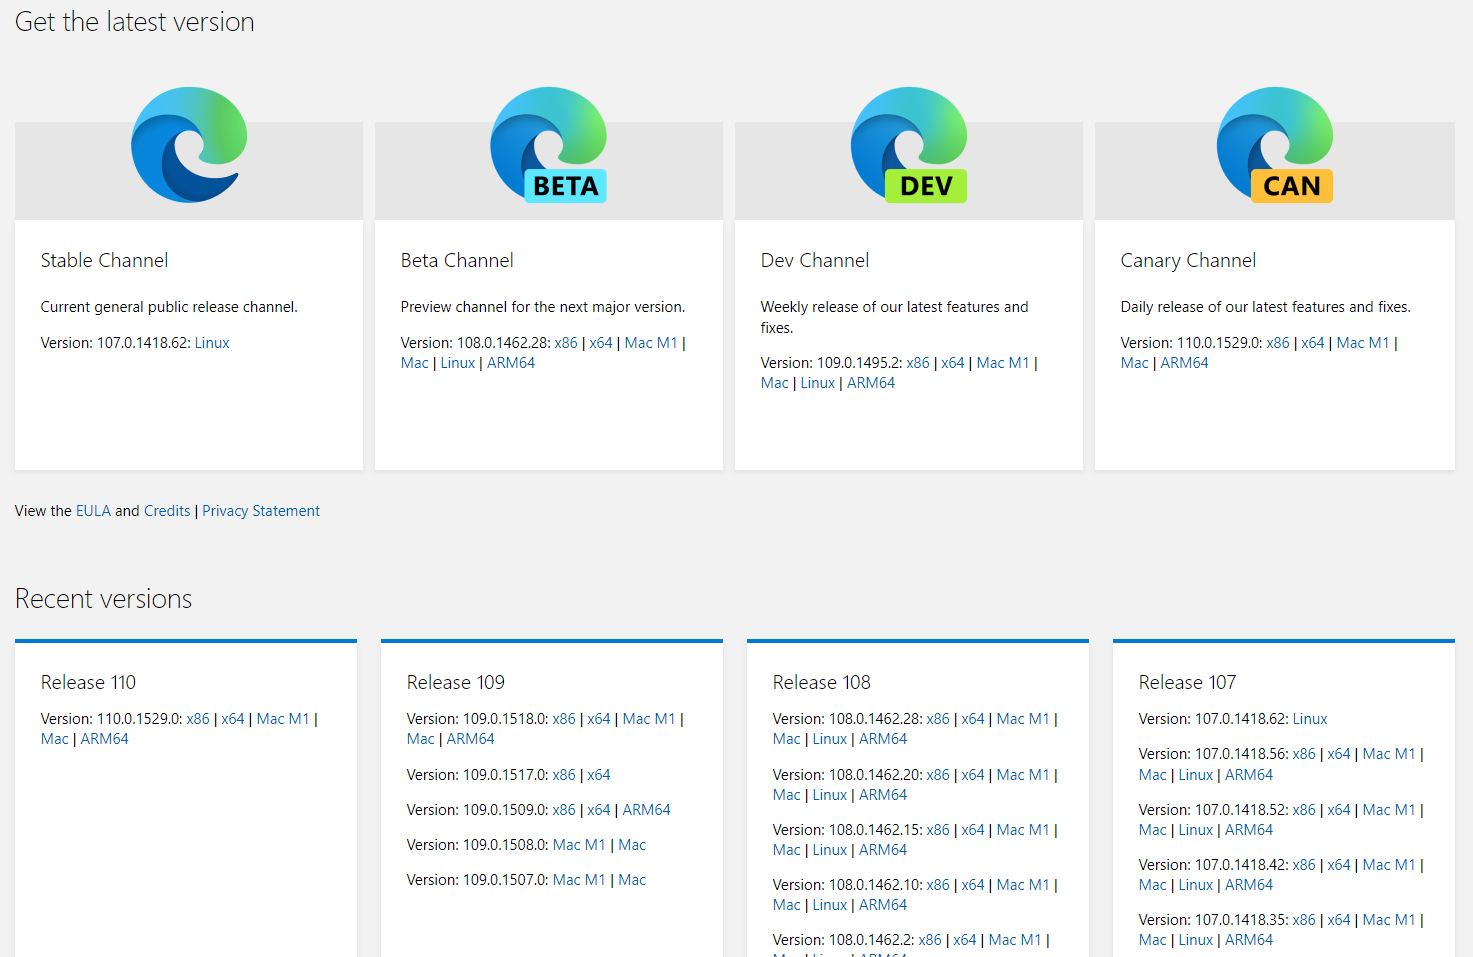 Get the latest version
BETA
DEV
CAN
Stable Channel
Current general public release channel.
Version: 107.0.1418.62: Linux
Beta Channel
Preview channel for the next major version.
Version: 108.0.1462.28: x86 | x64 | Mac M1 |
Mac | Linux | ARM64
Dev Channel
Weekly release of our latest features and
fixes.
Version: 109.0.1495.2: x86 | x64 | Mac M1 |
Mac | Linux | ARM64
Canary Channel
Daily release of our latest features and fixes.
Version: 110.0.1529.0: x86 | x64 | Mac M1 |
Mac | ARM64
View the EULA and Credits | Privacy Statement
Recent versions
Release 110
Version: 110.0.1529.0: x86 | x64 | Mac M1 |
Mac | ARM64
Release 109
Version: 109.0.1518.0: x86 | x64 | Mac M1 |
Mac | ARM64
Version: 109.0.1517.0: x86 | x64
Version: 109.0.1509.0: x86 | x64 | ARM64
Version: 109.0.1508.0: Mac M1 | Mac
Version: 109.0.1507.0: Mac M1 | Mac
Release 108
Version: 108.0.1462.28: x86 | x64 | Mac M1 |
Mac | Linux | ARM64
Version: 108.0.1462.20: x86 | x64 | Mac M1 |
Mac | Linux | ARM64
Version: 108.0.1462.15: x86 | x64 | Mac M1 |
Mac | Linux | ARM64
Version: 108.0.1462.10: x86 | x64 | Mac M1 |
Mac | Linux | ARM64
Version: 108.0.1462.2: x86 | x64 | Mac M1 |
Mac | Linux | ARM64
Release 107
Version: 107.0.1418.62: Linux
Version: 107.0.1418.56: x86 | x64 | Mac M1 |
Mac | Linux | ARM64
Version: 107.0.1418.52: x86 | x64 | Mac M1 |
Mac | Linux | ARM64
Version: 107.0.1418.42: x86 | x64 | Mac M1 |
Mac | Linux | ARM64
Version: 107.0.1418.35: x86 | x64 | Mac M1 |
Mac | Linux | ARM64